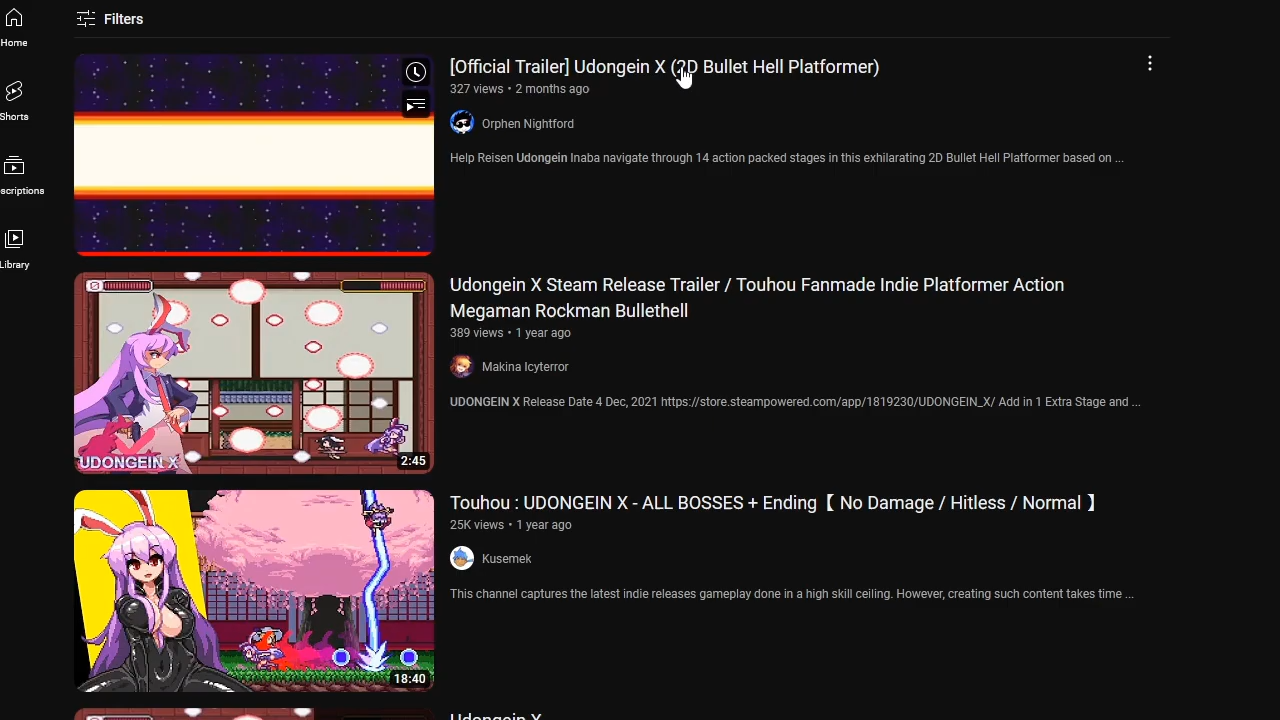 Filters
Home
Shorts
scriptions
Library
[Official Trailer] Udongein X (2D Bullet Hell Platformer)
327 views • 2 months ago
Orphen Nightford
Help Reisen Udongein Inaba navigate through 14 action packed stages in this exhilarating 2D Bullet Hell Platformer based on ...
UDONGEIN X
2:45
Udongein X Steam Release Trailer / Touhou Fanmade Indie Platformer Action
Megaman Rockman Bullethell
389 views • 1 year ago
Makina Icyterror
UDONGEIN X Release Date 4 Dec, 2021 https://store.steampowered.com/app/1819230/UDONGEIN_X/ Add in 1 Extra Stage and ...
18:40
Touhou : UDONGEIN X - ALL BOSSES + Ending【 No Damage / Hitless / Normal 】
25K views • 1 year ago
Kusemek
This channel captures the latest indie releases gameplay done in a high skill ceiling. However, creating such content takes time ...
Udongein X